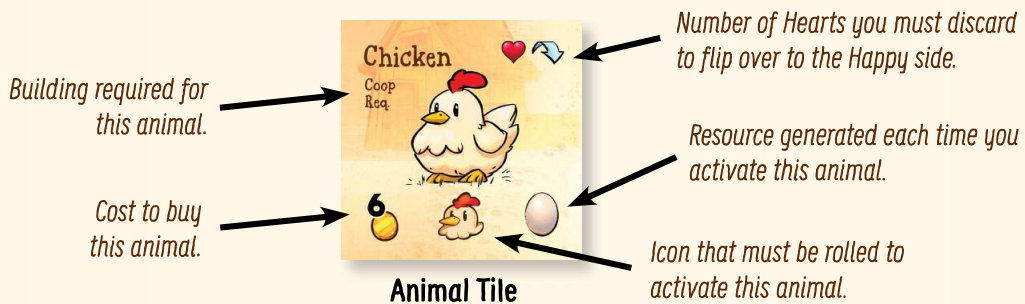 Number of Hearts you must discard
to flip over to the Happy side.
Chicken
Coop
Req.
Building required for
this animal.
Resource generated each time you
activate this animal.
Cost to buy
this animal.
6
Icon that must be rolled to
activate this animal.
Animal Tile